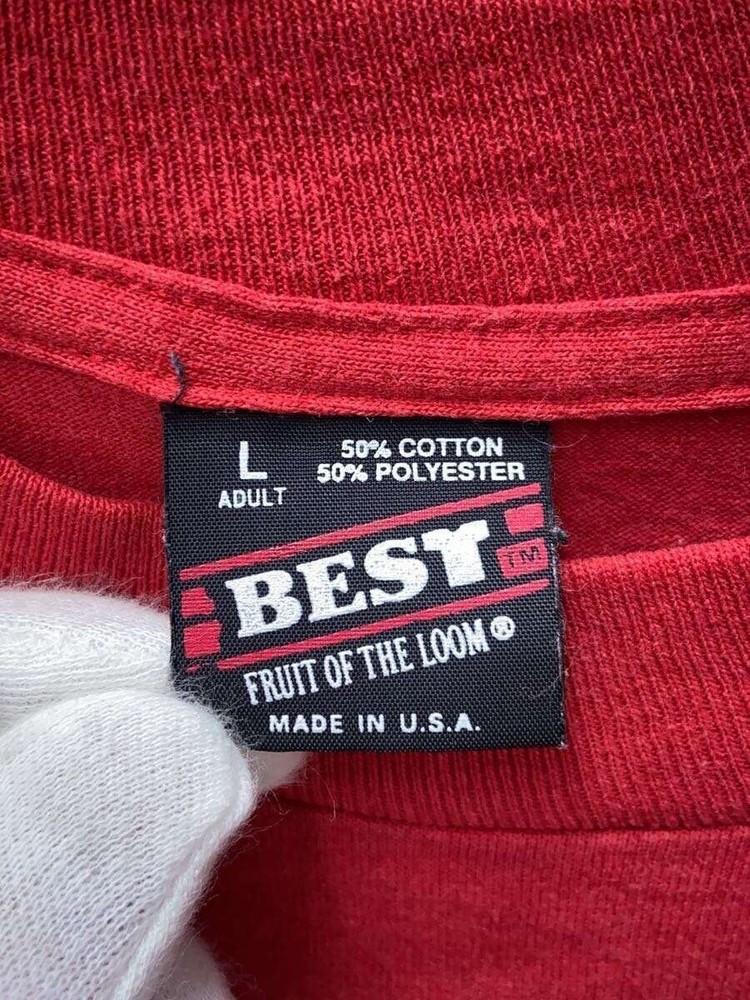 L
ADULT
50% COTTON
50% POLYESTER
BEST
TM
FRUIT OF THE LOOM®
MADE IN U.S.A.